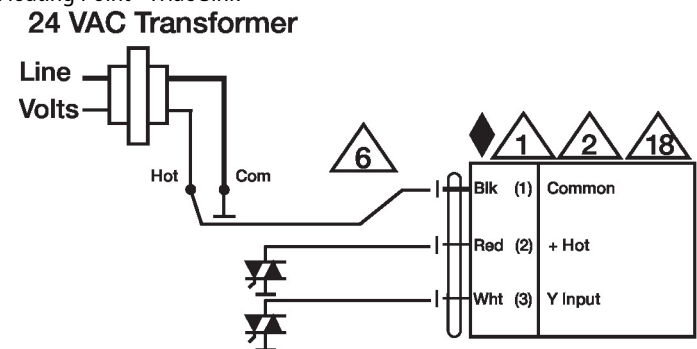 24 VAC Transformer
Line
Volts
Hot
Com
6
1
2
18
Blk (1) Common
Red (2) + Hot
Wht (3) Y Input